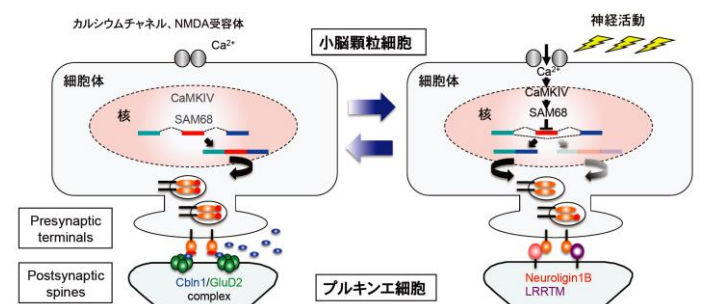 カルシウムチャネル、NMDA受容体
Ca2+
小脳顆粒細胞
神経活動
細胞体
CaMKIV
核
SAM68
細胞体
Ca2+
CaMKIV
核
SAM68
Presynaptic
terminals
Postsynaptic
spines
Cbln1/GluD2
complex
プルキンエ細胞
Neuroligin1B
LRRTM